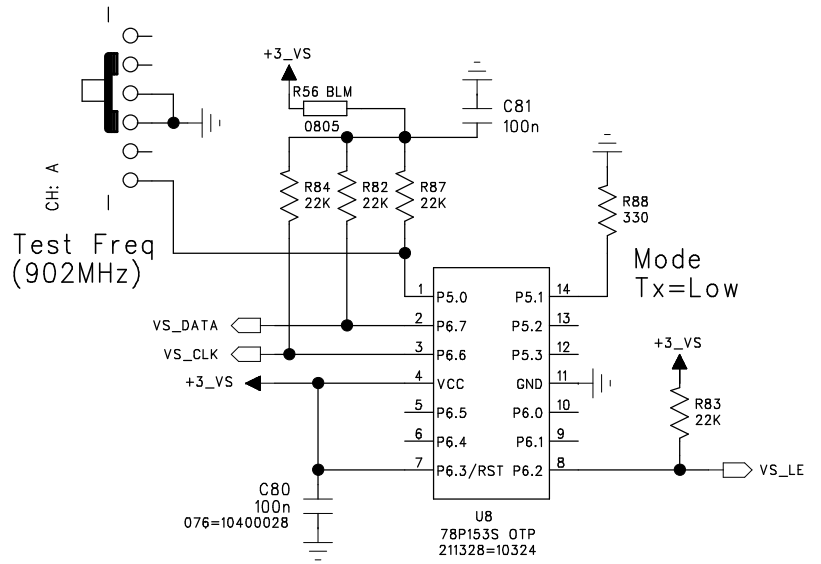 +3_VS
R56 BLM
0805
C81
100n
R84
22K
R82
22K
R87
22K
R88
330
CH: A
Test Freq
(902MHz)
Mode
Tx=Low
1
P5.0
P5.1
14
VS_DATA
2
P6.7
P5.2
13
VS_CLK
3
P6.6
P5.3
12
+3_VS
4
VCC
GND
11
5
P6.5
P6.0
10
6
P6.4
P6.1
9
7
P6.3/RST
P6.2
8
+3_VS
R83
22K
VS_LE
C80
100n
076=10400028
U8
78P153S OTP
211328=10324